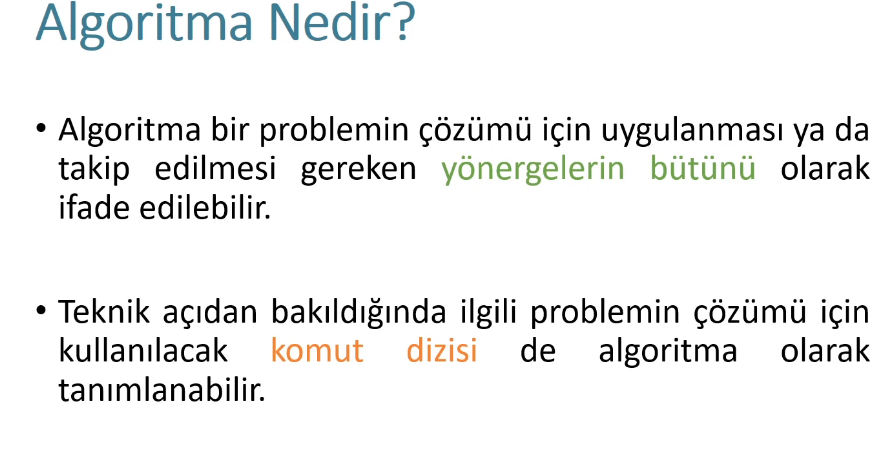 Algoritma Nedir?
• Algoritma bir problemin çözümü için uygulanması ya da
takip edilmesi gereken yönergelerin bütünü olarak
ifade edilebilir.
• Teknik açıdan bakıldığında ilgili problemin çözümü için
kullanılacak komut dizisi de algoritma olarak
tanımlanabilir.